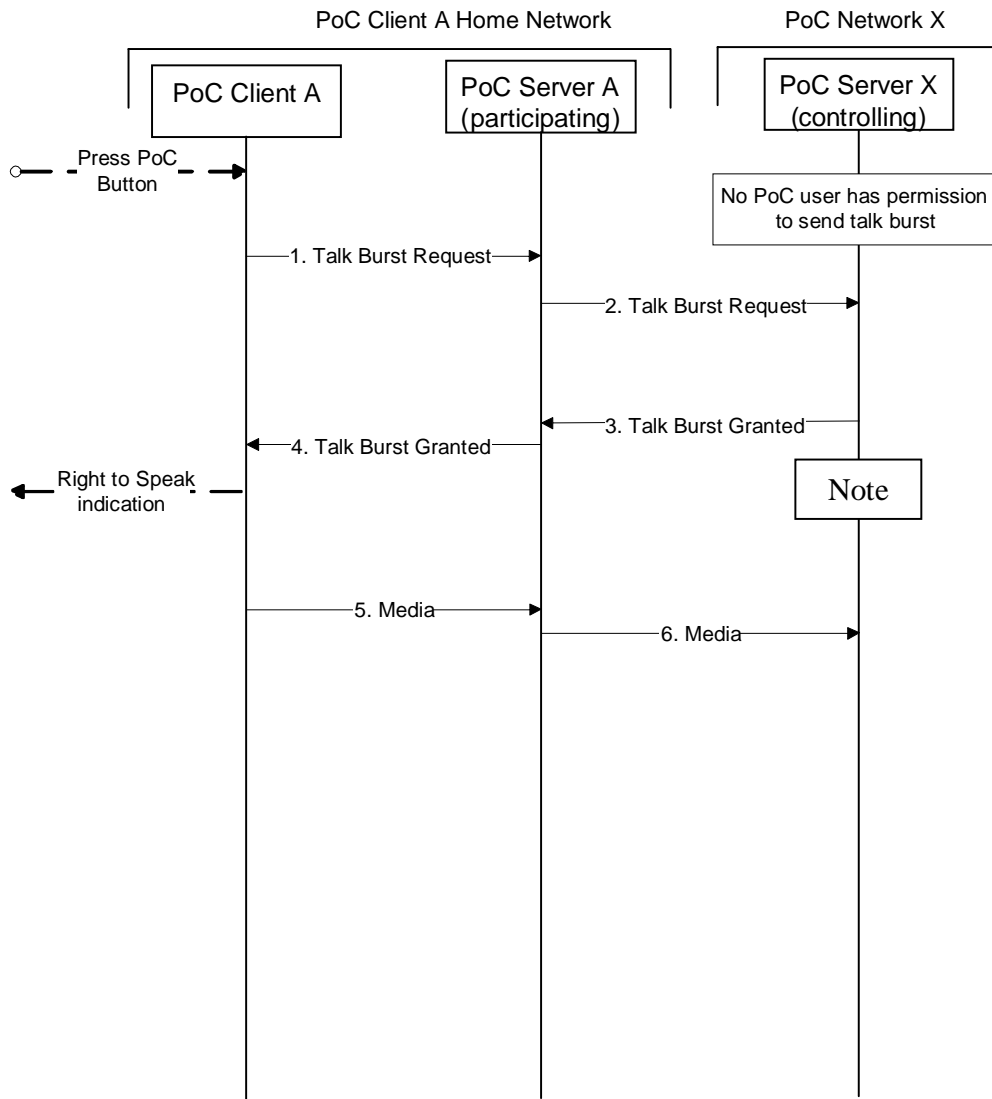 PoC Client A Home Network
PoC Network X
PoC Client A
PoC Server A
(participating)
PoC Server X
(controlling)
Press PoC
Button
No PoC user has permission
to send talk burst
1. Talk Burst Request
2. Talk Burst Request
3. Talk Burst Granted
4. Talk Burst Granted
Right to Speak
indication
Note
5. Media
6. Media